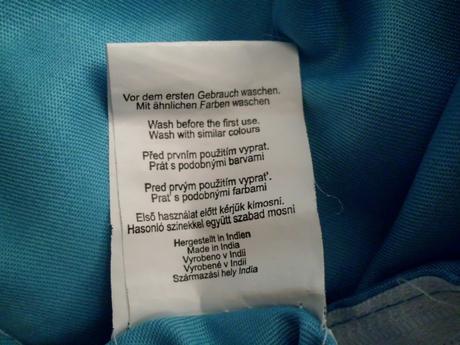 Vor dem ersten Gebrauch waschen.
Mit ähnlichen Farben waschen
Wash before the first use.
Wash with similar colours
Před prvním použitím vyprat.
Prát s podobnými barvami
Pred prvým použitím vyprať.
Prať s podobnými farbami
Első használat előtt kérjük kimosni.
Hasonló színekkel együtt szabad mosni
Hergestellt in Indien
Made in India
Vyrobeno v Indii
Vyrobené v Indii
Származási hely India